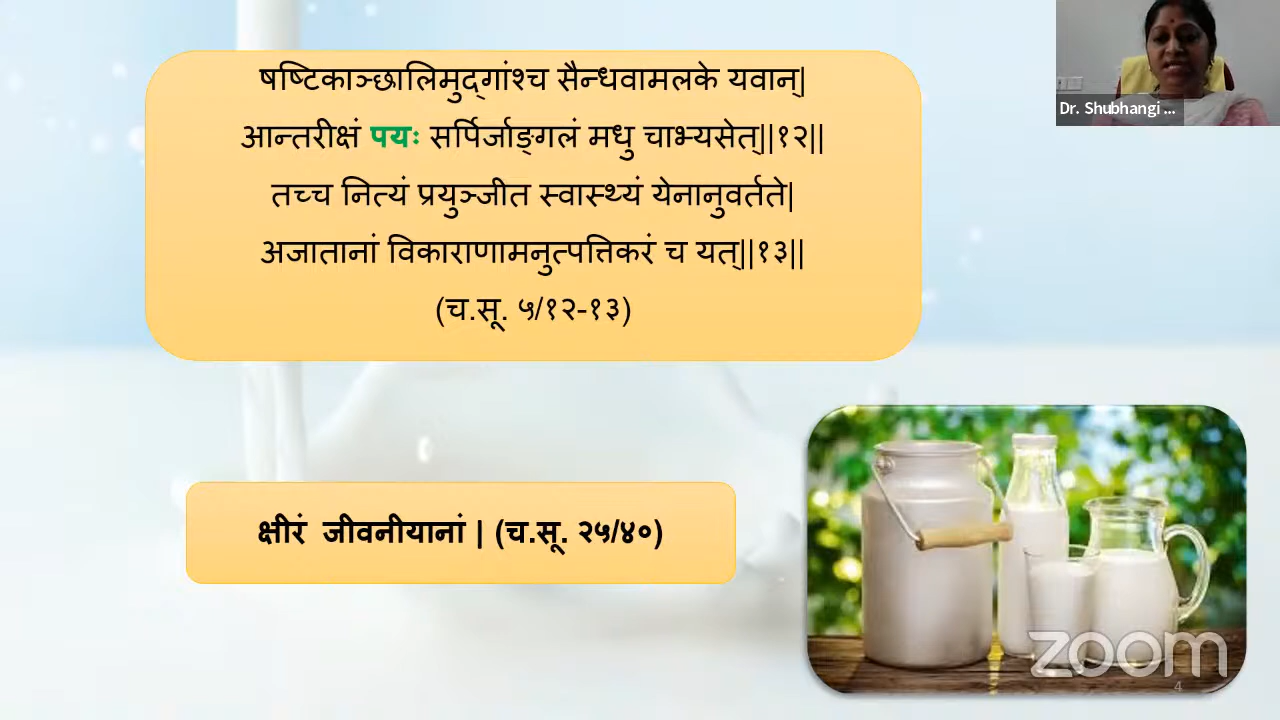 षष्टिकाञ्छालिमुद्गांश्च सैन्धवामलके यवान्|
आन्तरीक्षं पयः सर्पिर्जाङ्गलं मधु चाभ्यसेत्||१२||
तच्च नित्यं प्रयुञ्जीत स्वास्थ्यं येनानुवर्तते|
अजातानां विकाराणामनुत्पत्तिकरं च यत्||१३||
(च.सू. ५/१२-१३)
Dr. Shubhangi ...
क्षीरं जीवनीयानां | (च.सू. २५/४०)
zoom
4